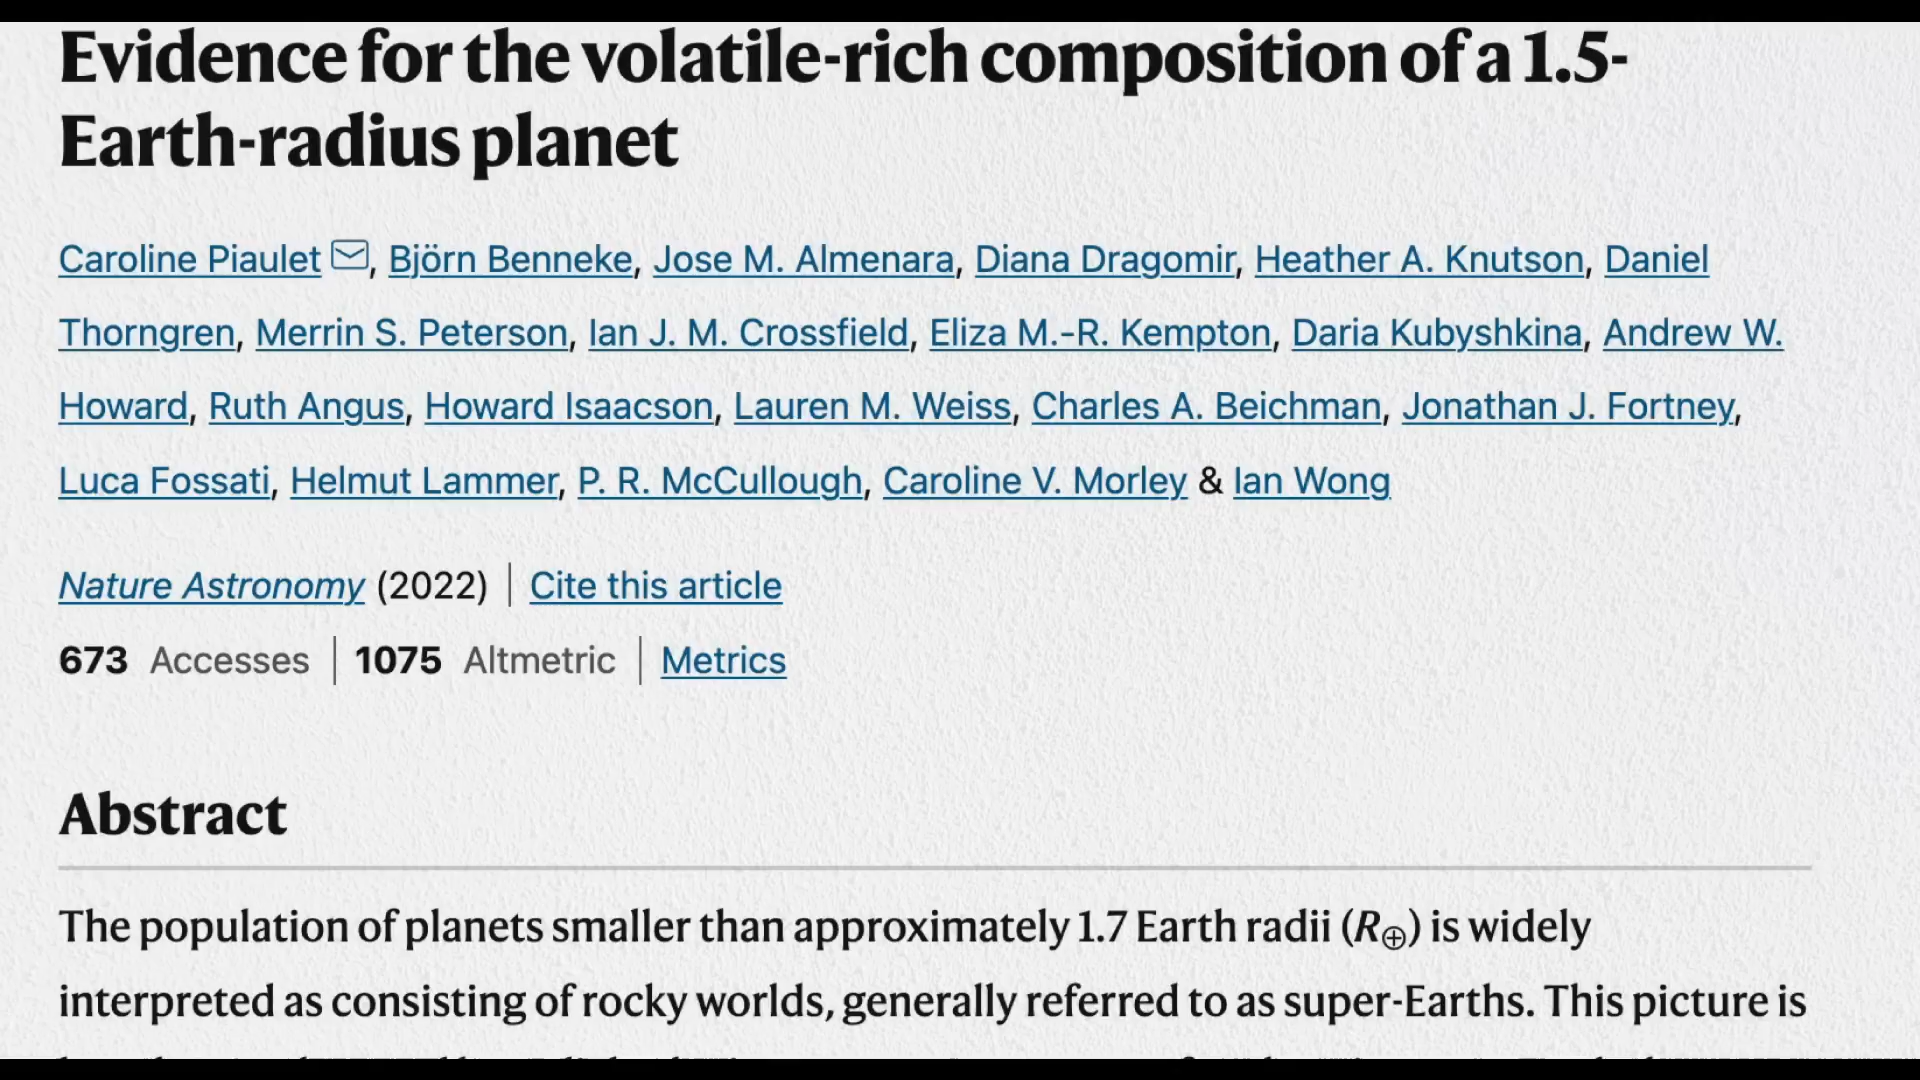 Evidence for the volatile-rich composition of a 1.5-
Earth-radius planet
Caroline Piaulet, Björn Benneke, Jose M. Almenara, Diana Dragomir, Heather A. Knutson, Daniel
Thorngren, Merrin S. Peterson, Ian J. M. Crossfield, Eliza M.-R. Kempton, Daria Kubyshkina, Andrew W.
Howard, Ruth Angus, Howard Isaacson, Lauren M. Weiss, Charles A. Beichman, Jonathan J. Fortney,
Luca Fossati, Helmut Lammer, P. R. McCullough, Caroline V. Morley & Ian Wong
Nature Astronomy (2022) | Cite this article
673 Accesses | 1075 Altmetric | Metrics
Abstract
The population of planets smaller than approximately 1.7 Earth radii (R⊕) is widely
interpreted as consisting of rocky worlds, generally referred to as super-Earths. This picture is